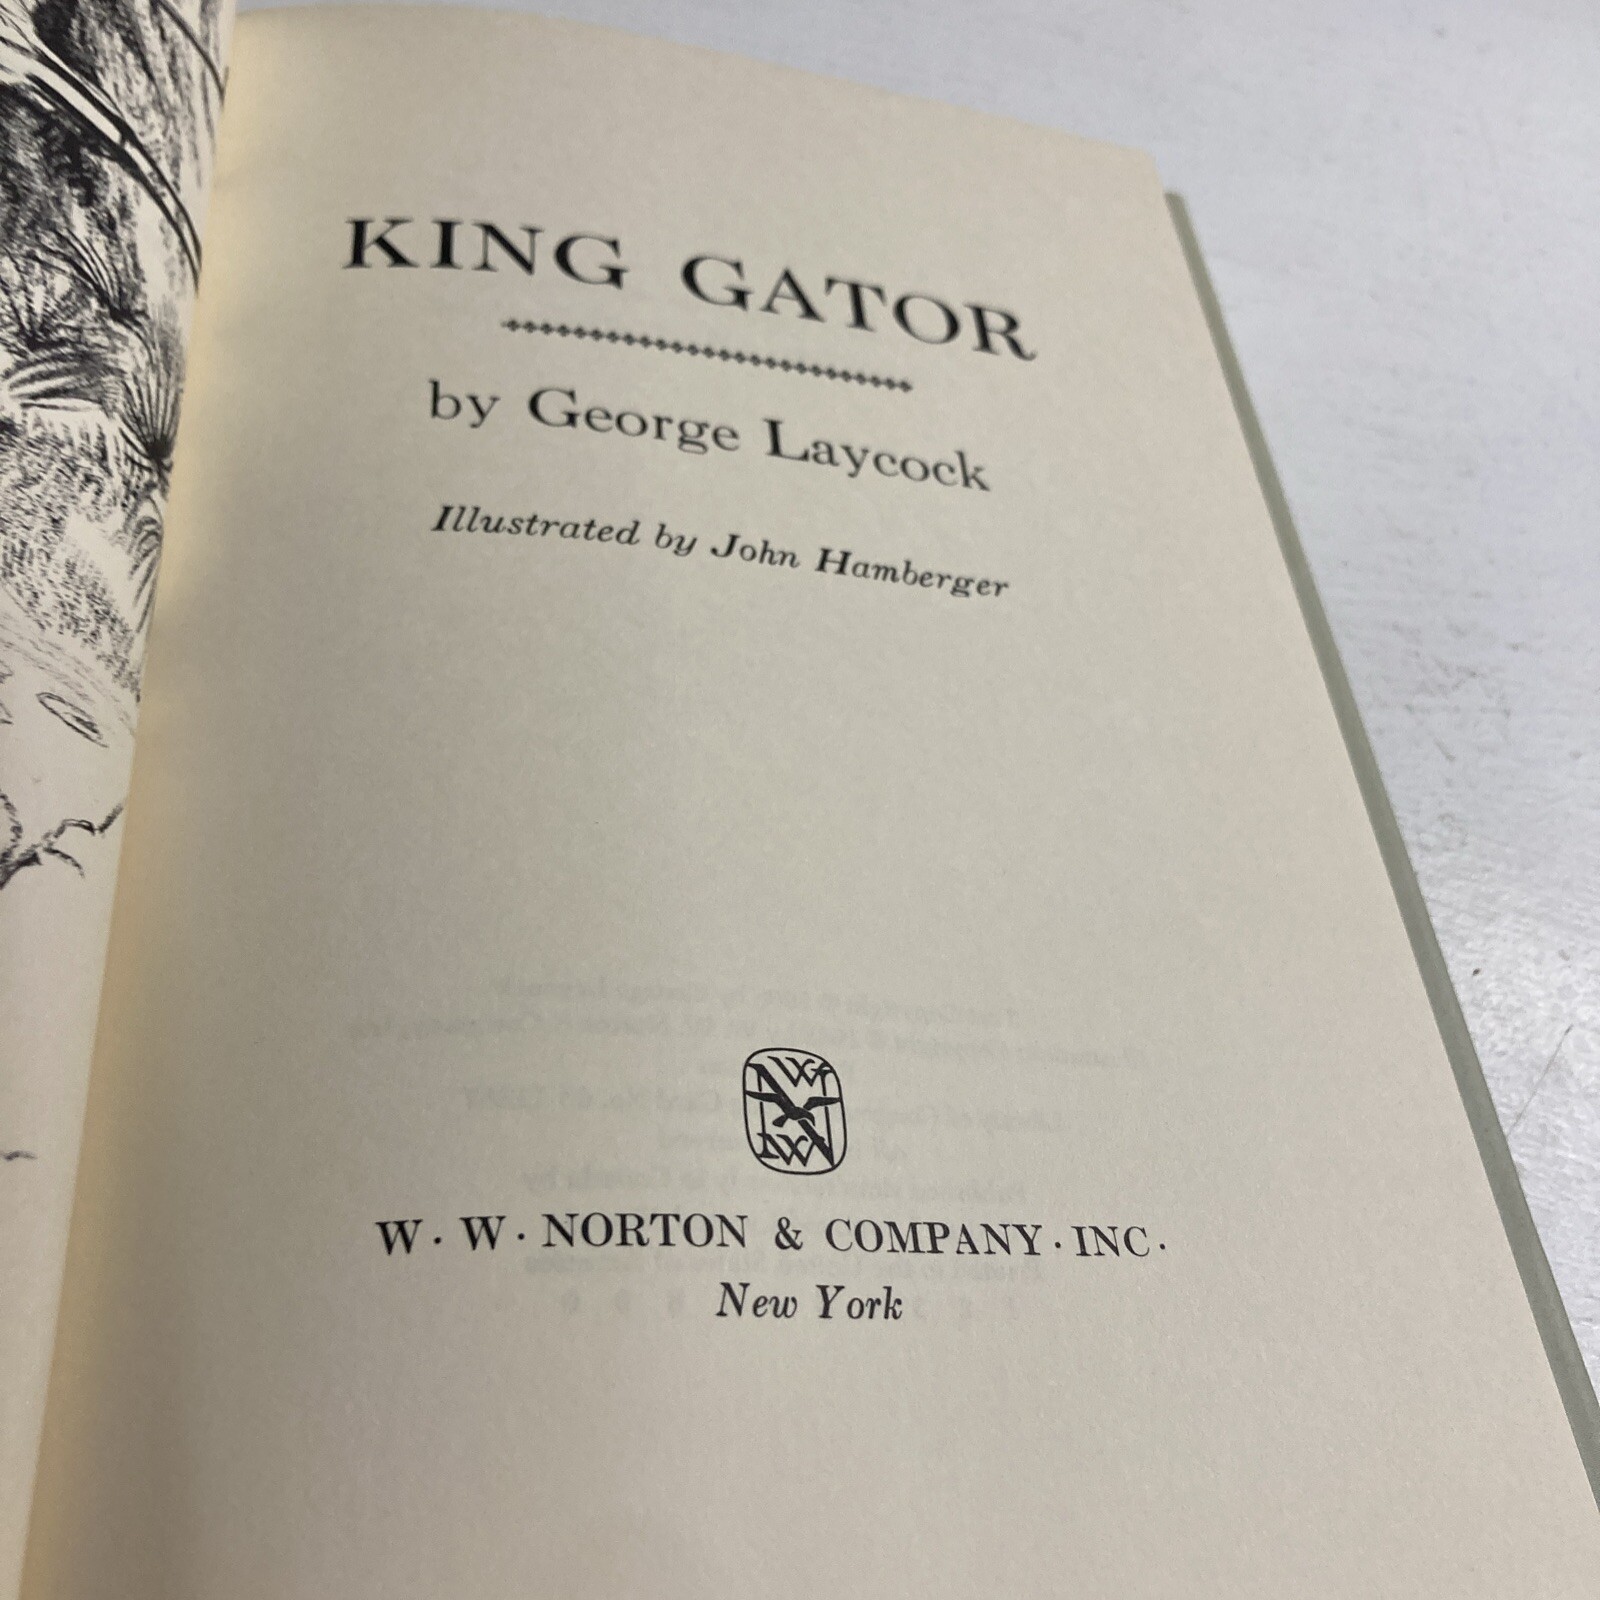 KING GATOR
by George Laycock
Illustrated by John Hamberger
W. W. NORTON & COMPANY · INC ·
New York